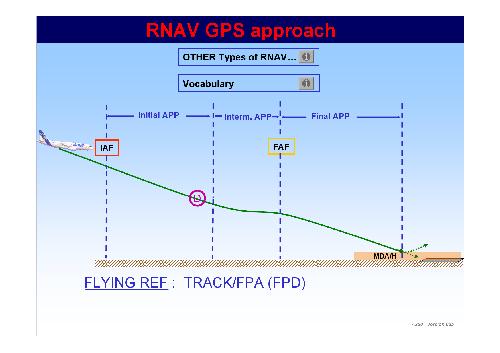 RNAV GPS approach
OTHER Types of RNAV...
Vocabulary
Initial APP
Interm. APP
Final APP
IAF
FAF
D
MDA/H
FLYING REF : TRACK/FPA (FPD)